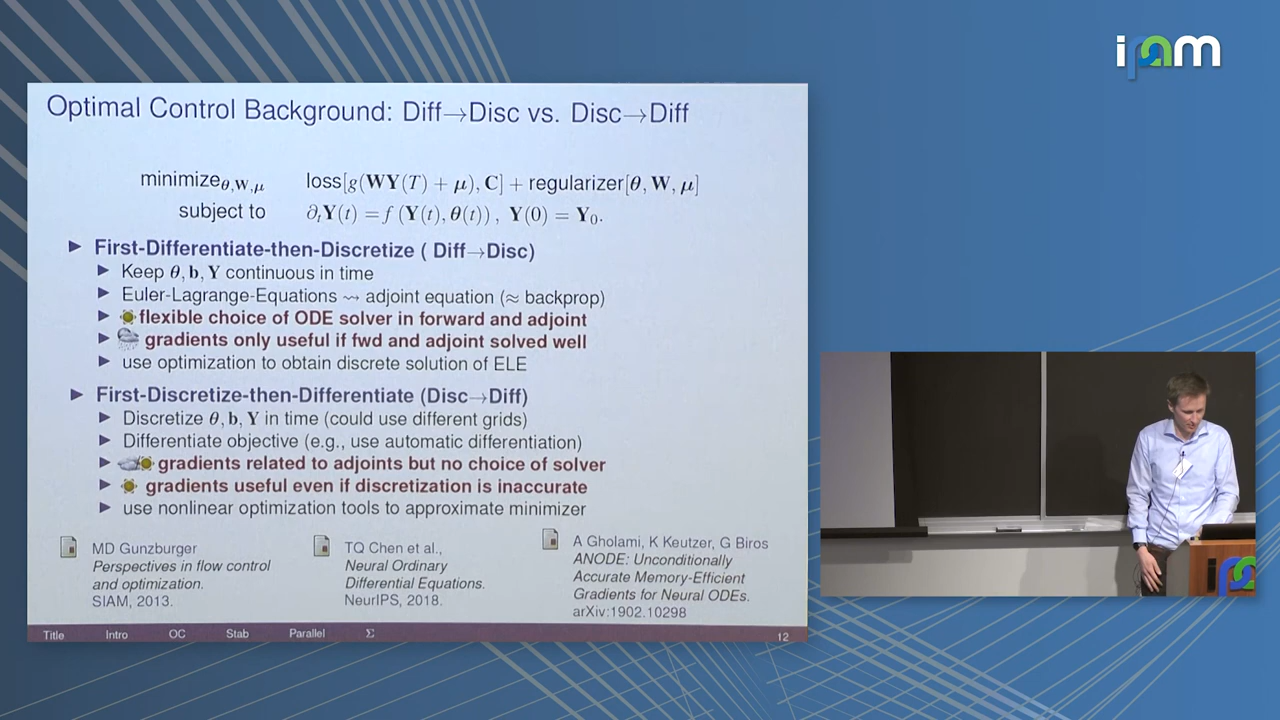 ipam
Optimal Control Background: Diff→Disc vs. Disc→Diff
minimize_{θ,W,μ} loss[g(WY(T) + μ), C] + regularizer[θ, W, μ]
subject to ∂_tY(t) = f (Y(t), θ(t)) , Y(0) = Y_0.
► First-Differentiate-then-Discretize ( Diff→Disc)
► Keep θ, b, Y continuous in time
► Euler-Lagrange-Equations ⇝ adjoint equation (≈ backprop)
► flexible choice of ODE solver in forward and adjoint
► gradients only useful if fwd and adjoint solved well
► use optimization to obtain discrete solution of ELE
► First-Discretize-then-Differentiate (Disc→Diff)
► Discretize θ, b, Y in time (could use different grids)
► Differentiate objective (e.g., use automatic differentiation)
► gradients related to adjoints but no choice of solver
► gradients useful even if discretization is inaccurate
► use nonlinear optimization tools to approximate minimizer
MD Gunzburger
Perspectives in flow control
and optimization.
SIAM, 2013.
TQ Chen et al.,
Neural Ordinary
Differential Equations.
NeurIPS, 2018.
A Gholami, K Keutzer, G Biros
ANODE: Unconditionally
Accurate Memory-Efficient
Gradients for Neural ODEs.
arXiv:1902.10298
Title Intro OC Stab Parallel Σ 12